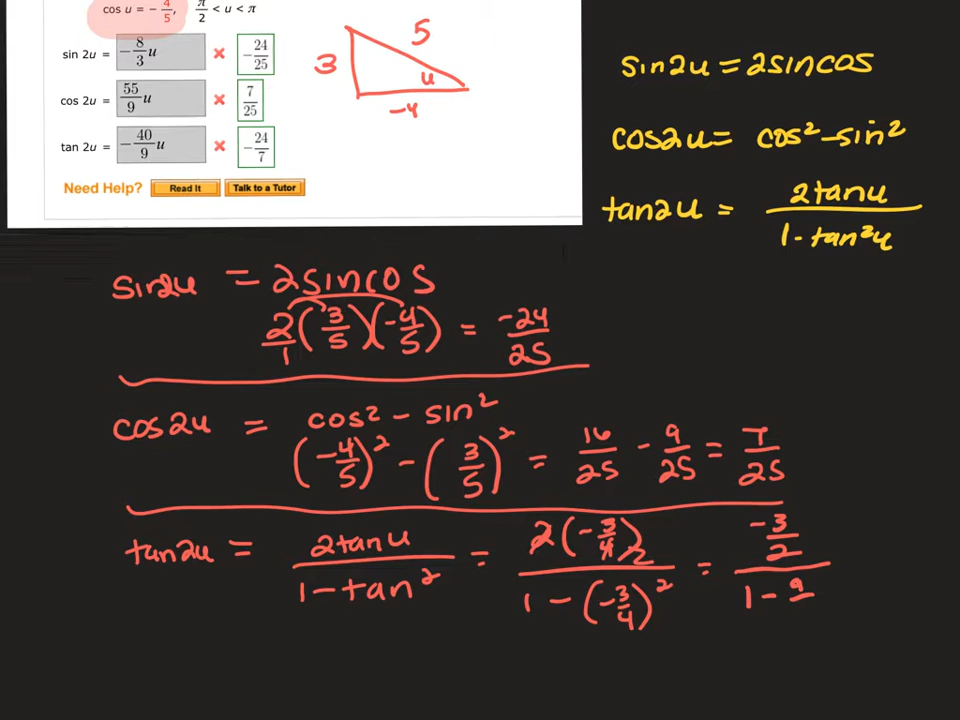 cos u = - 4/5, π/2 < u < π
sin 2u = -8/3 u ✗ -24/25
cos 2u = 55/9 u ✗ 7/25
tan 2u = -40/9 u ✗ -24/7
Need Help? Read It Talk to a Tutor
5
3
u
-4
sin2u = 2sincos
cos2u = cos² - sin²
tan2u = 2tanu / 1 - tan²u
sin2u = 2sincos
2/1 (3/5)(-4/5) = -24/25
cos2u = cos² - sin²
(-4/5)² - (3/5)² = 16/25 - 9/25 = 7/25
tan2u = 2tanu / 1 - tan² = 2(-3/4)2 / 1 - (-3/4)² = -3/2 / 1 - 9